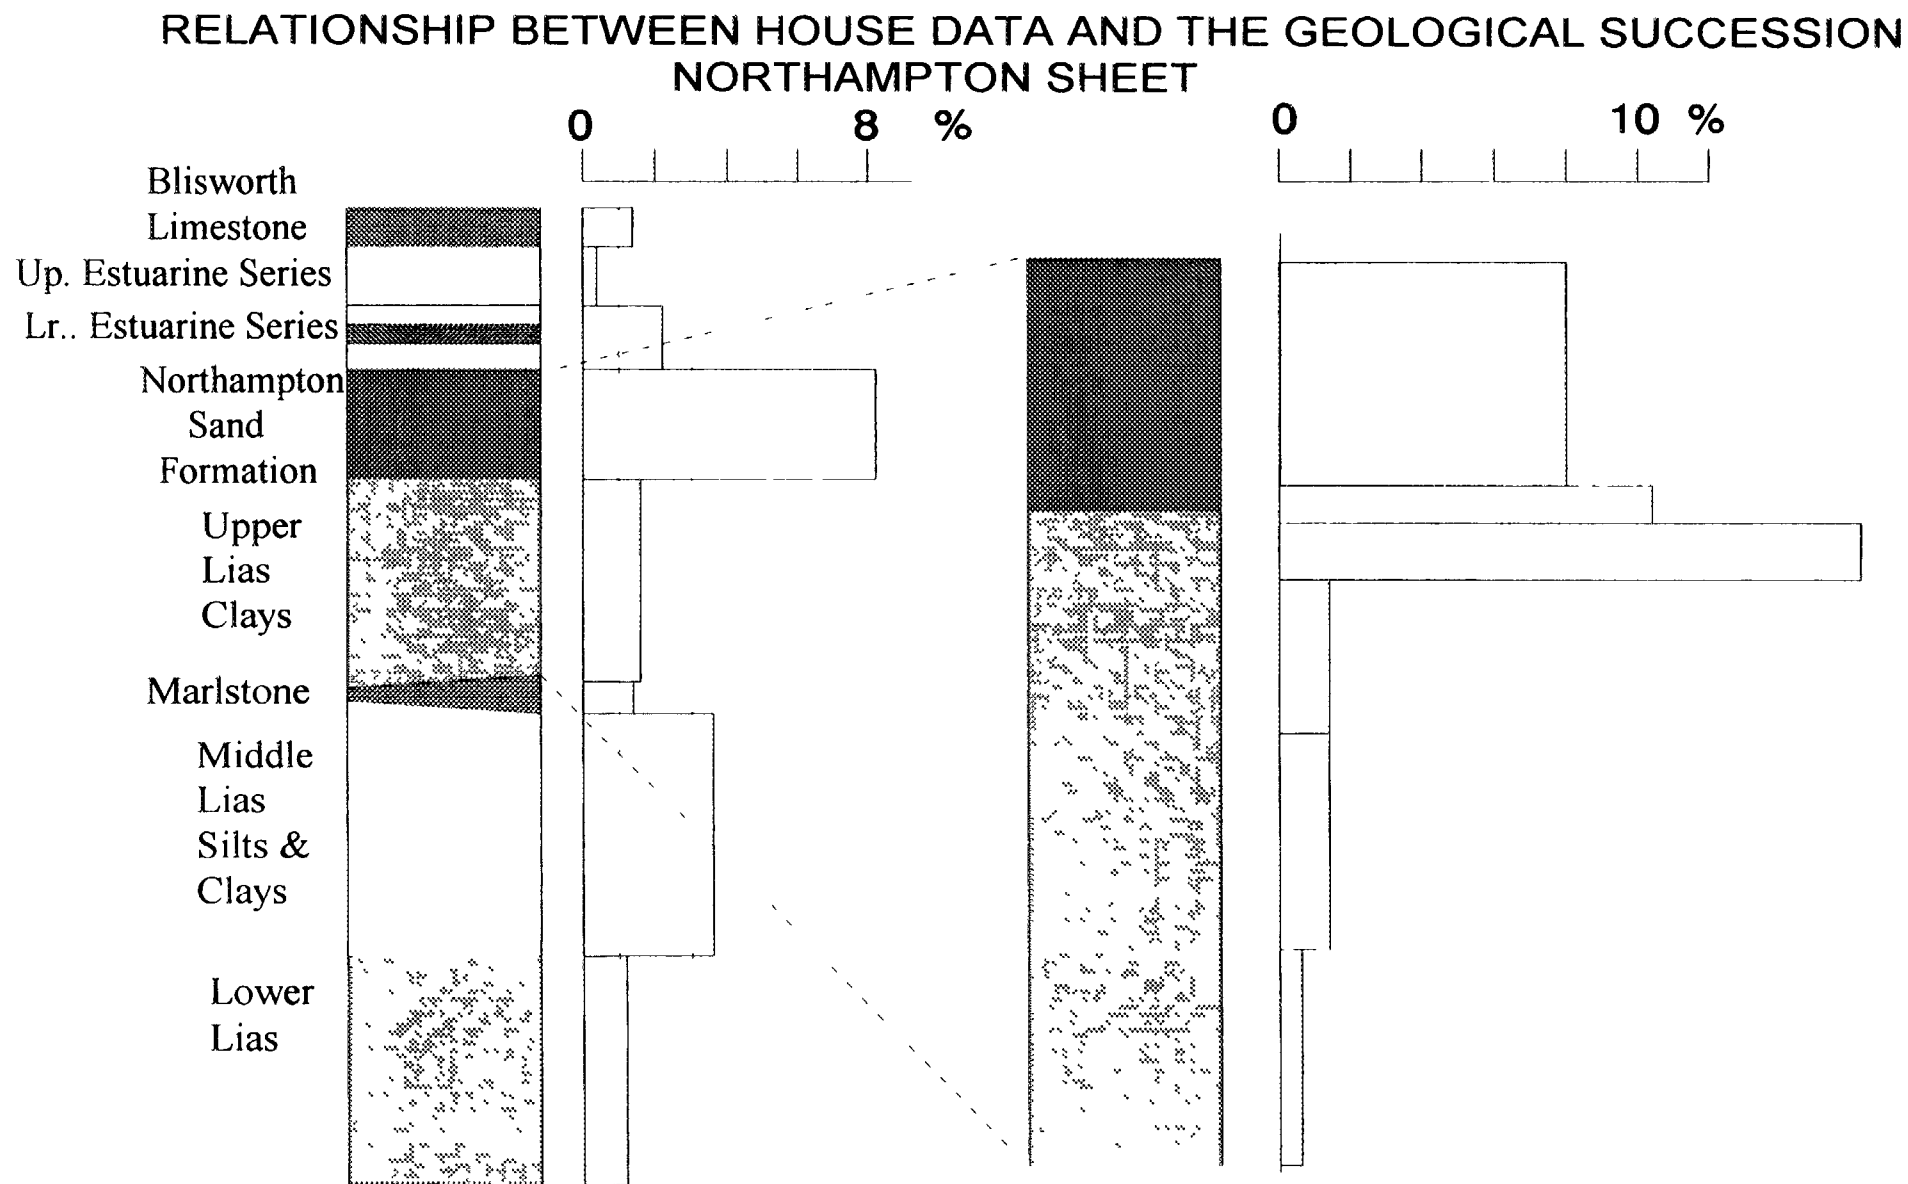 RELATIONSHIP BETWEEN HOUSE DATA AND THE GEOLOGICAL SUCCESSION
NORTHAMPTON SHEET
0 8 %
0 10 %
Blisworth
Limestone
Up. Estuarine Series
Lr.. Estuarine Series
Northampton
Sand
Formation
Upper
Lias
Clays
Marlstone
Middle
Lias
Silts &
Clays
Lower
Lias